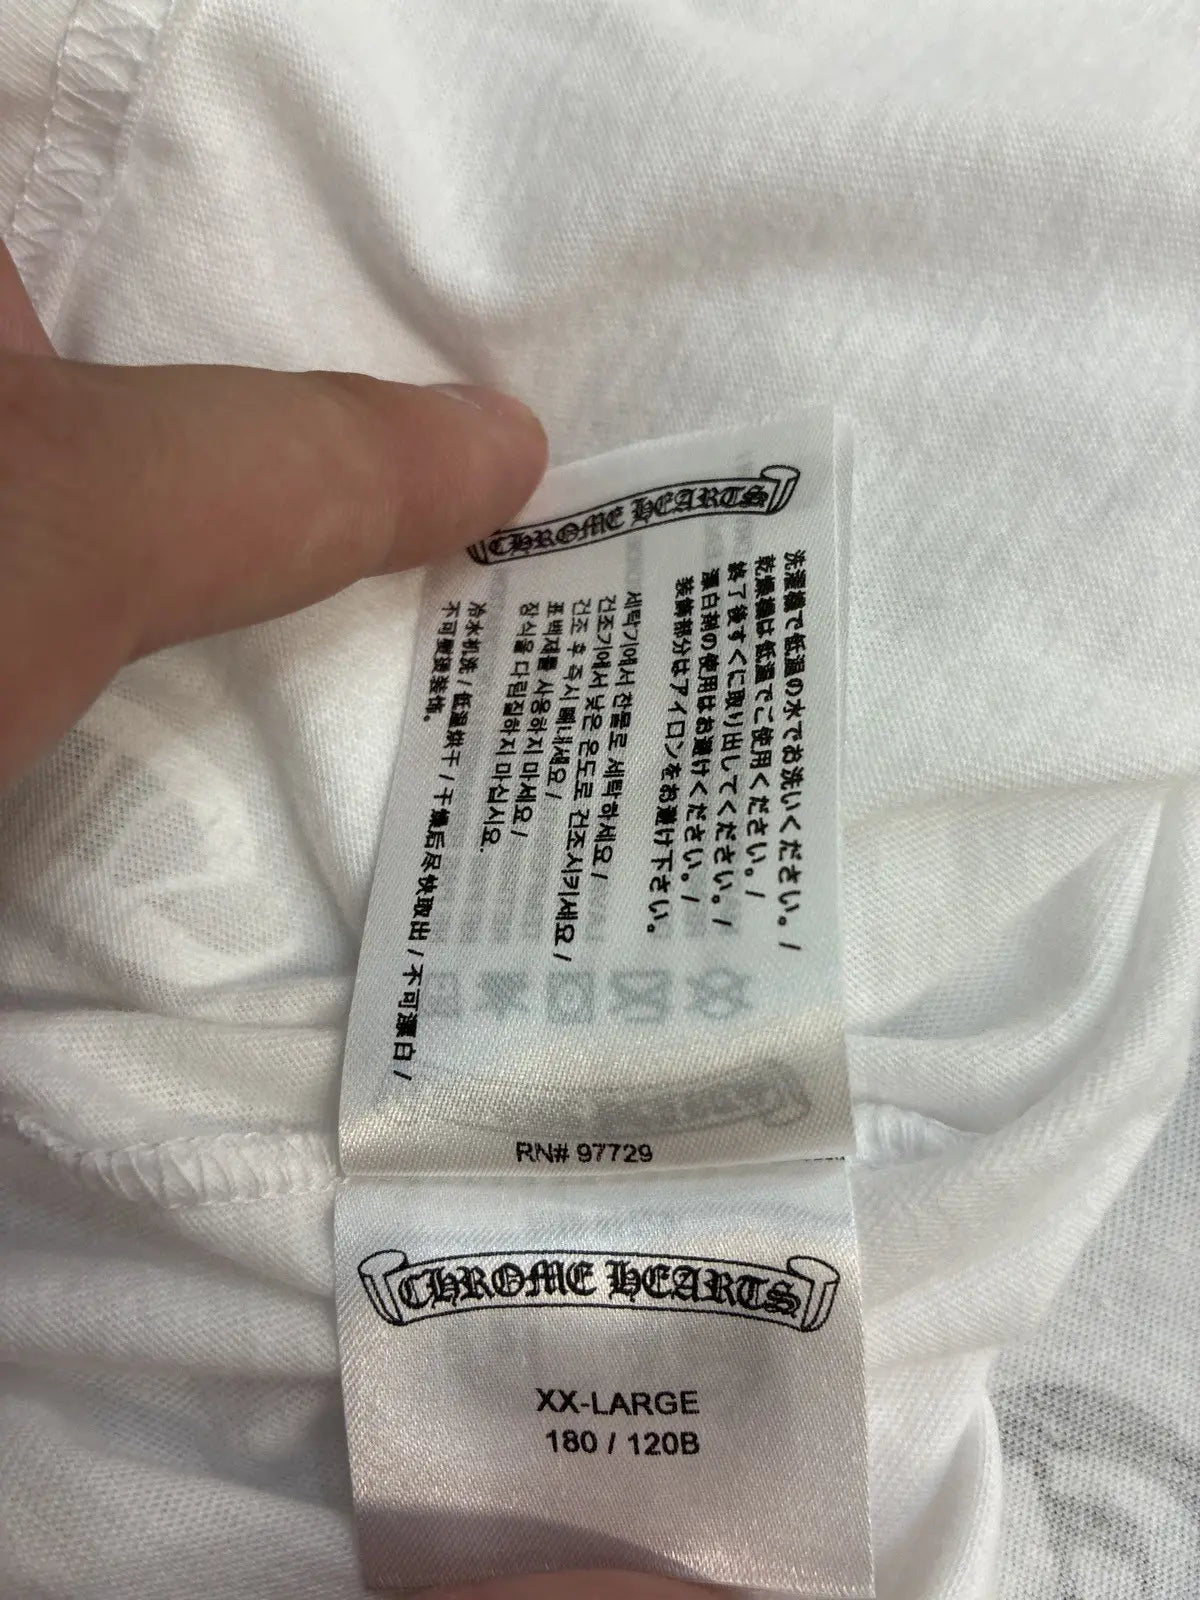 CHROME HEARTS
洗濯機で低温の水でお洗いください。/
乾燥機は低温でご使用ください。/
終了後すぐに取り出してください。/
漂白剤の使用はお避けください。/
装飾部分はアイロンをお避け下さい。
세탁기에서 찬물로 세탁하세요 /
건조기에서 낮은 온도로 건조시키세요 /
건조 후 즉시 빼내세요 /
표백제를 사용하지 마세요 /
장식을 다림질하지 마십시오.
冷水机洗 / 低温烘干 / 干燥后尽快取出 / 不可漂白 /
不可熨烫装饰。
RN# 97729
CHROME HEARTS
XX-LARGE
180 / 120B